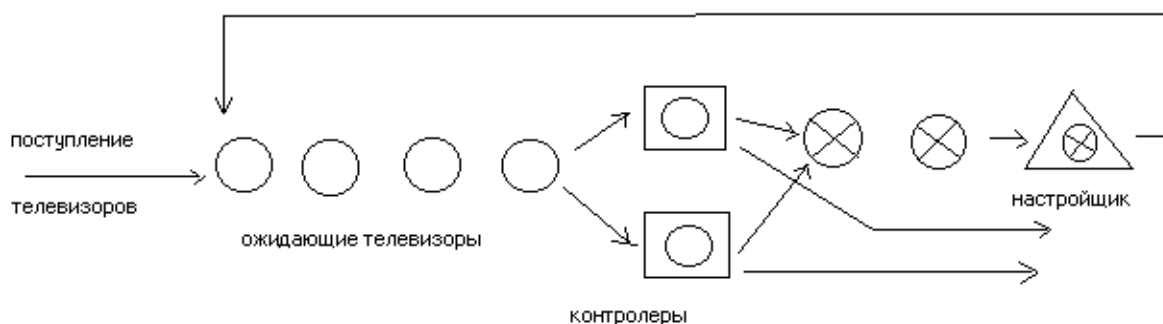 поступление
телевизоров
ожидающие телевизоры
контролеры
настройщик